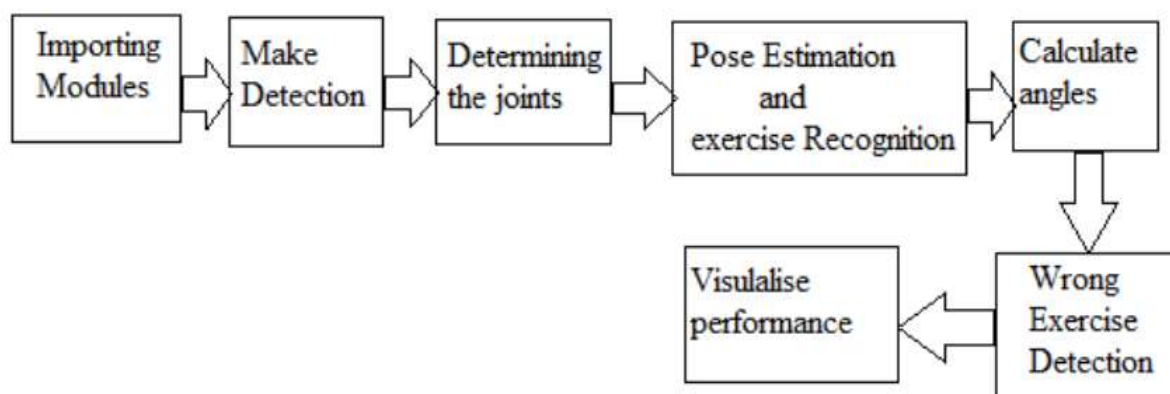 Importing
Modules
Make
Detection
Determining
the joints
Pose Estimation
and
exercise Recognition
Calculate
angles
Wrong
Exercise
Detection
Visulalise
performance